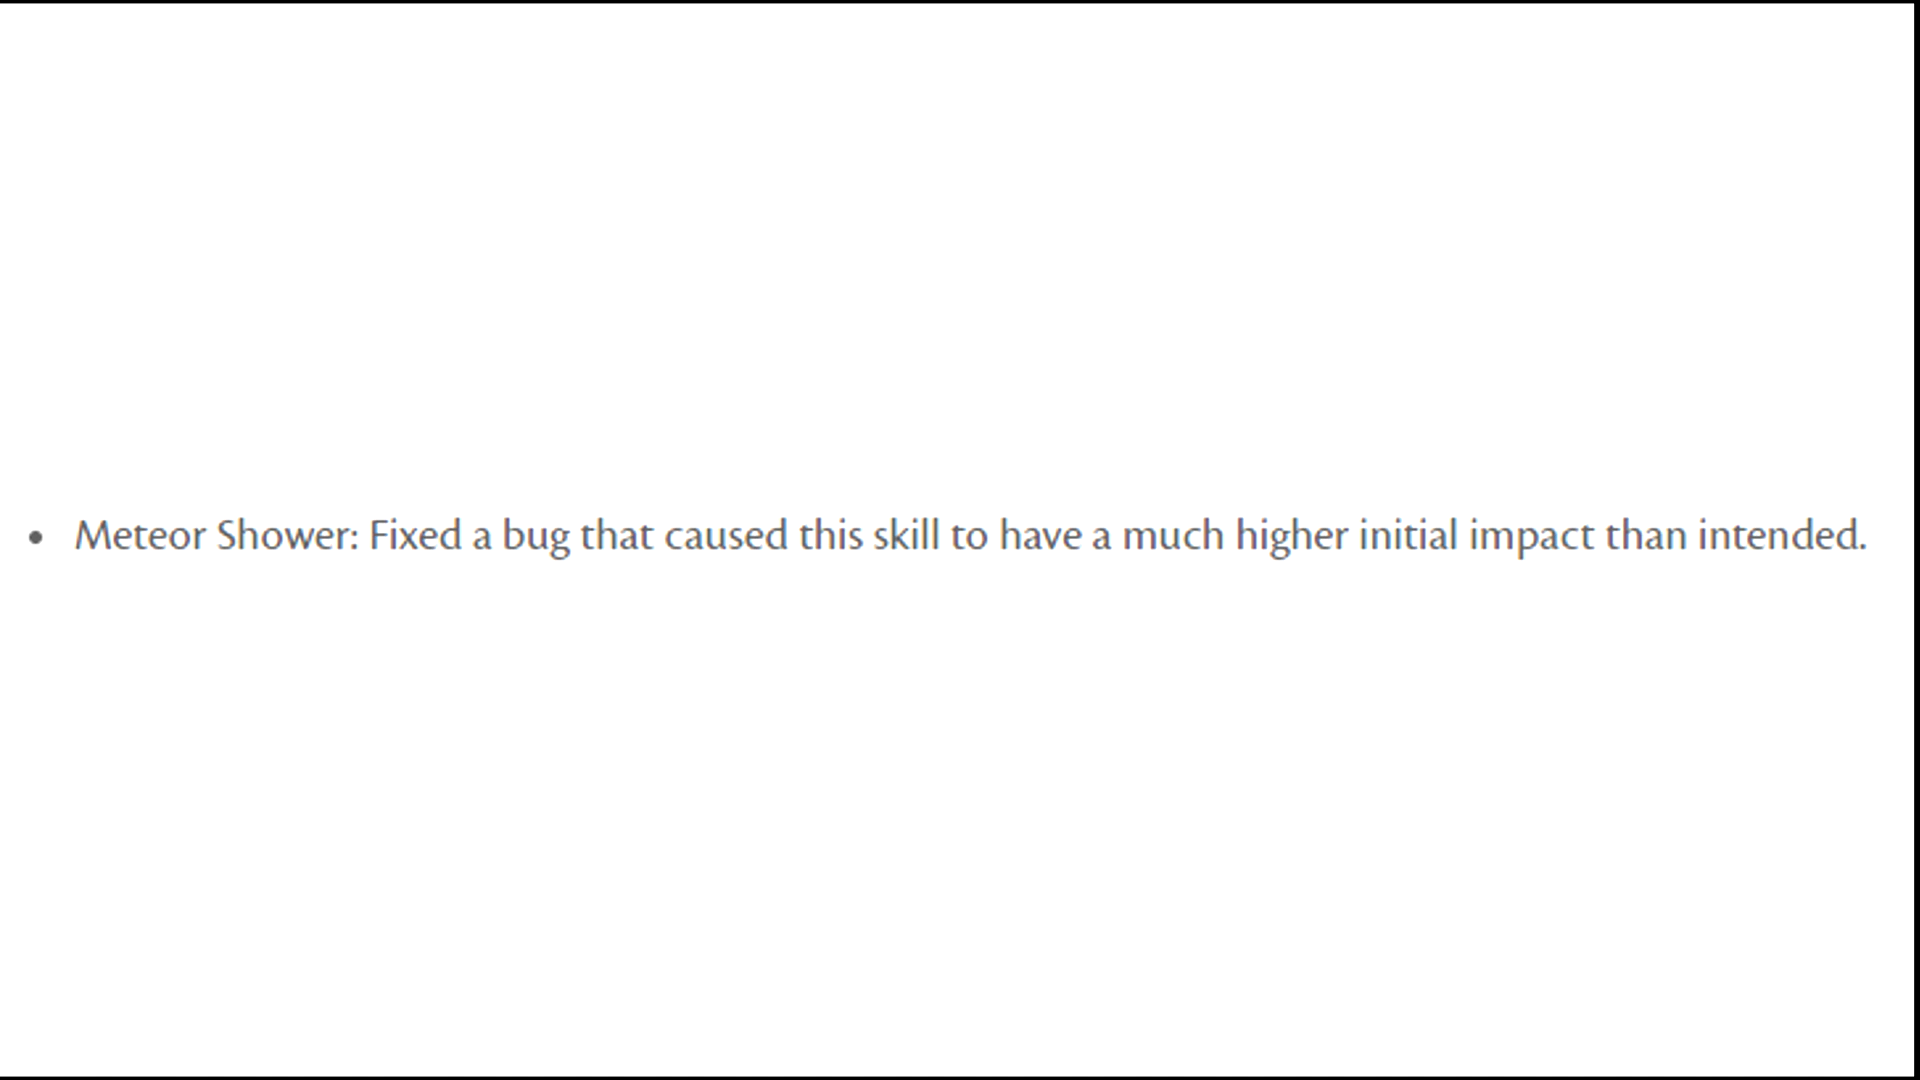 • Meteor Shower: Fixed a bug that caused this skill to have a much higher initial impact than intended.